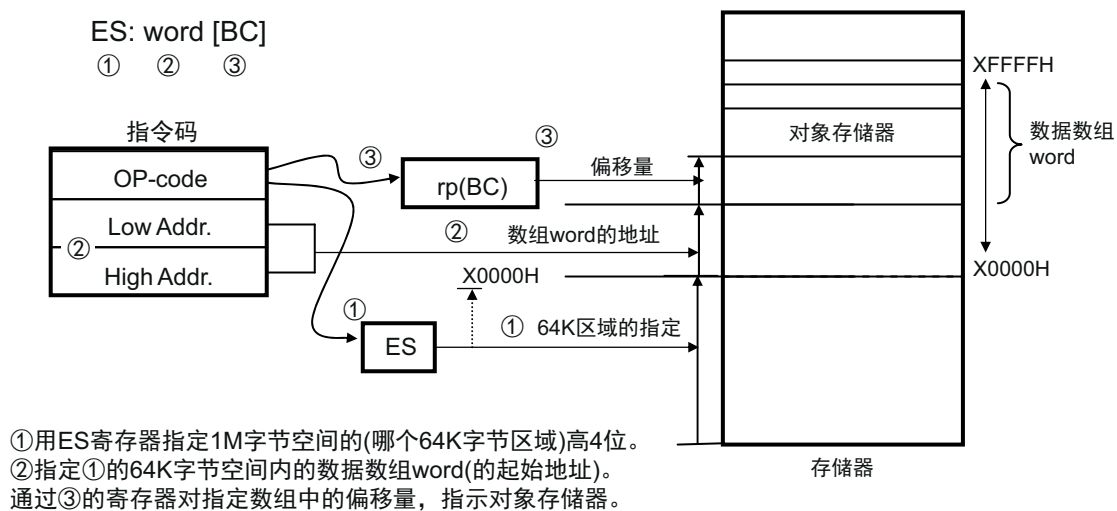 ES: word [BC]
① ② ③
指令码
OP-code
Low Addr.
②
High Addr.
③
rp(BC)
③
偏移量
②
数组word的地址
X0000H
①
ES
① 64K区域的指定
XFFFFH
对象存储器
数据数组
word
X0000H
存储器
①用ES寄存器指定1M字节空间的(哪个64K字节区域)高4位。
②指定①的64K字节空间内的数据数组word(的起始地址)。
通过③的寄存器对指定数组中的偏移量，指示对象存储器。